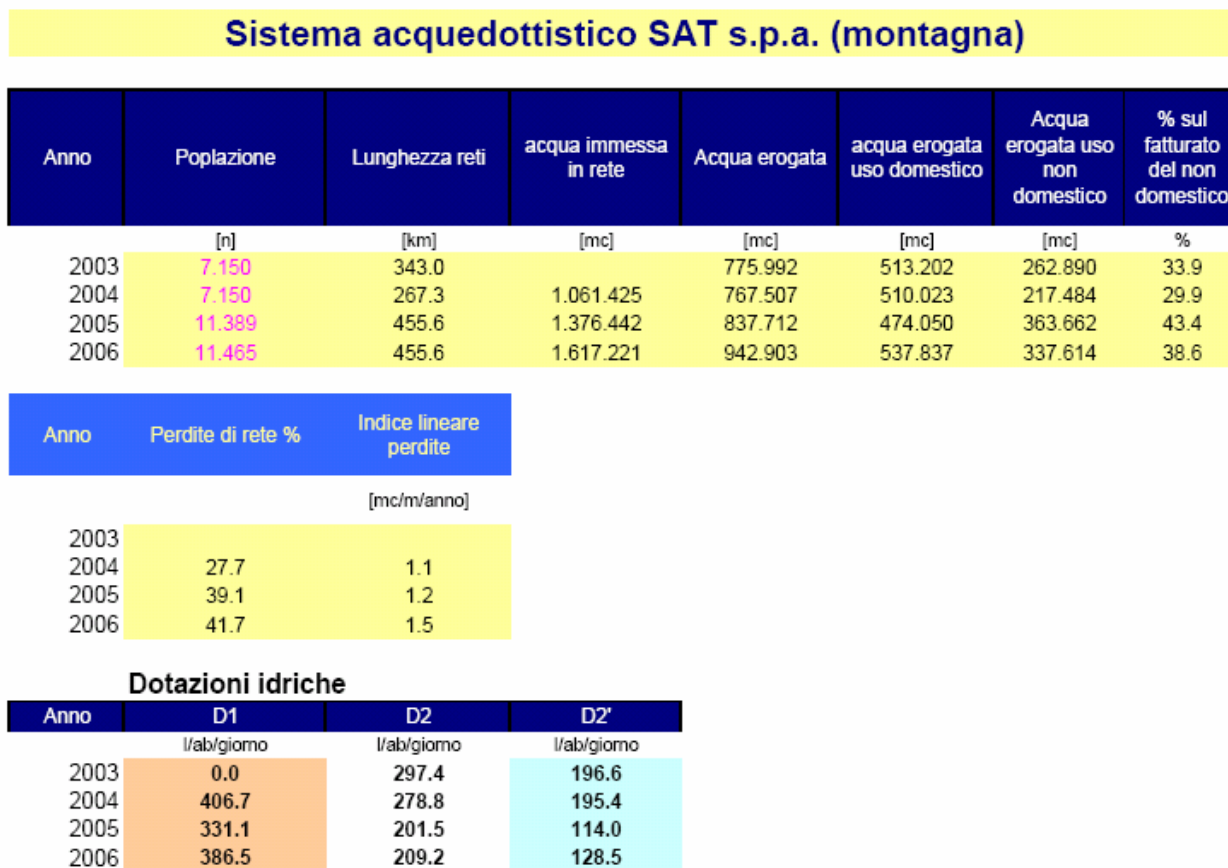 Sistema acquedottistico SAT s.p.a. (montagna)
Anno Poplazione Lunghezza reti acqua immessa in rete Acqua erogata acqua erogata uso domestico Acqua erogata uso non domestico % sul fatturato del non domestico
[n] [km] [mc] [mc] [mc] [mc] %
2003 7.150 343.0 775.992 513.202 262.890 33.9
2004 7.150 267.3 1.061.425 767.507 510.023 217.484 29.9
2005 11.389 455.6 1.376.442 837.712 474.050 363.662 43.4
2006 11.465 455.6 1.617.221 942.903 537.837 337.614 38.6
Anno Perdite di rete % Indice lineare perdite
[mc/m/anno]
2003
2004 27.7 1.1
2005 39.1 1.2
2006 41.7 1.5
Dotazioni idriche
Anno D1 D2 D2'
l/ab/giorno l/ab/giorno l/ab/giorno
2003 0.0 297.4 196.6
2004 406.7 278.8 195.4
2005 331.1 201.5 114.0
2006 386.5 209.2 128.5